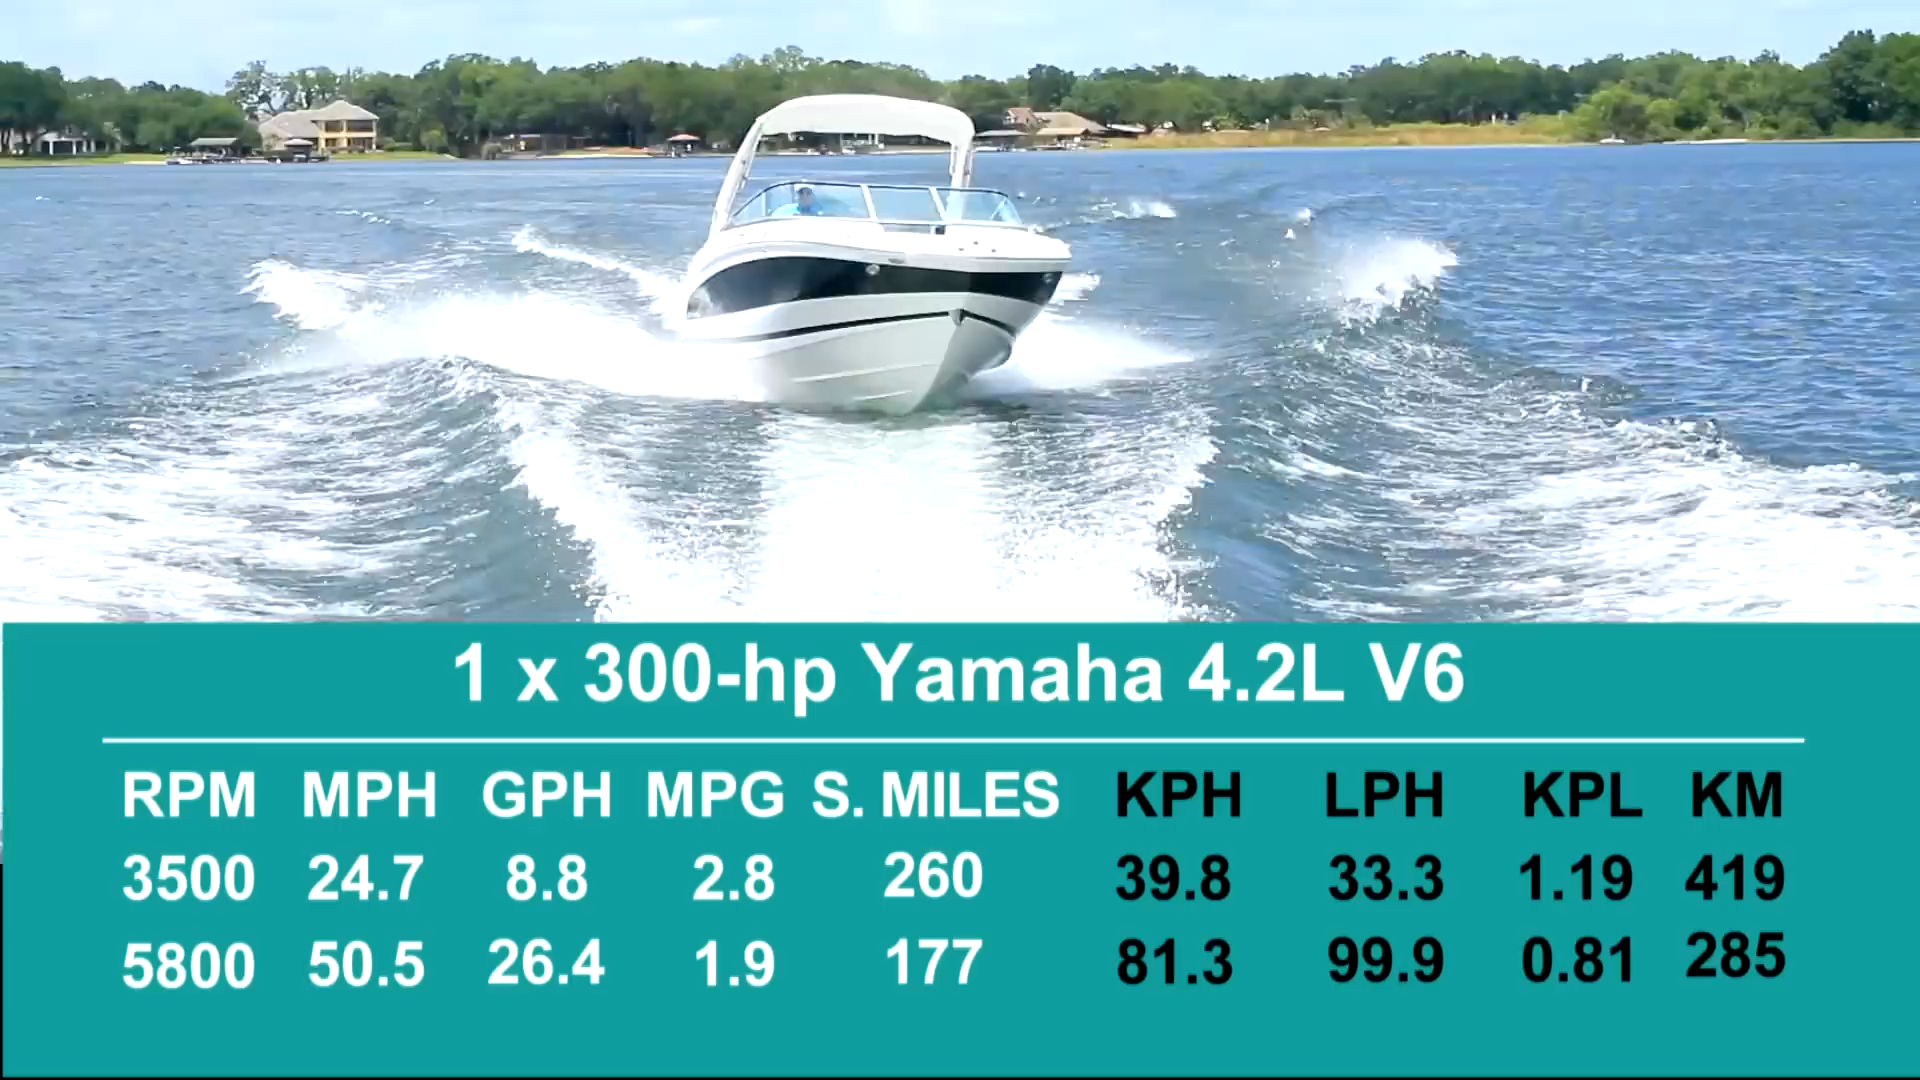 1 x 300-hp Yamaha 4.2L V6
RPM MPH GPH MPG S. MILES KPH LPH KPL KM
3500 24.7 8.8 2.8 260 39.8 33.3 1.19 419
5800 50.5 26.4 1.9 177 81.3 99.9 0.81 285